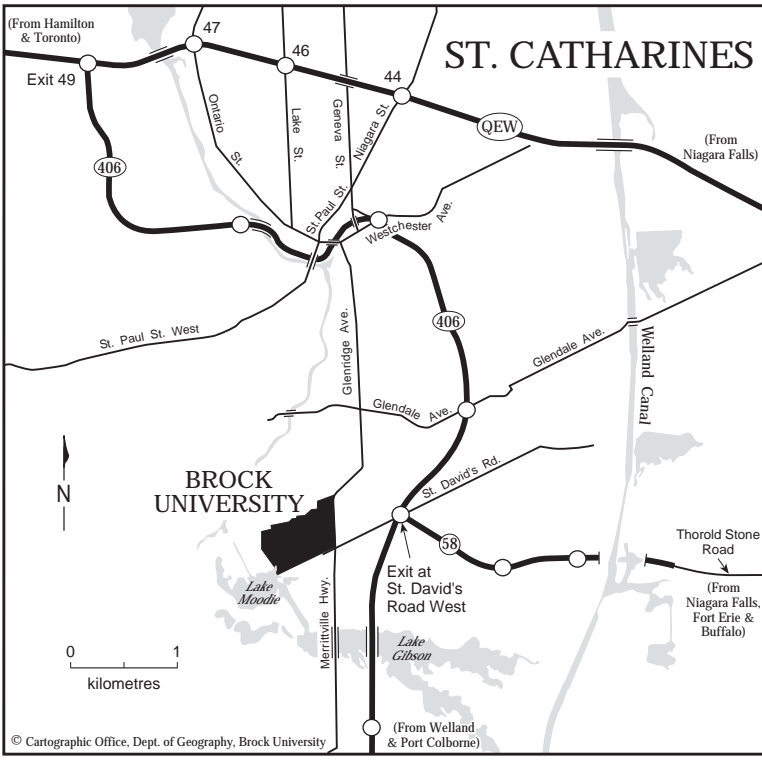 (From Hamilton
& Toronto)
47
46
44
ST. CATHARINES
Exit 49
QEW
(From
Niagara Falls)
406
Ontario
St.
Lake
St.
Geneva
St.
Niagara St.
St.Paul St.
Westchester
Ave.
St. Paul St. West
Glenridge Ave.
406
Glendale Ave.
Welland Canal
Glendale Ave.
N
BROCK
UNIVERSITY
St. David's Rd.
58
Thorold Stone
Road
(From
Niagara Falls,
Fort Erie &
Buffalo)
Exit at
St. David's
Road West
Lake
Moodie
Merrittville Hwy.
Lake
Gibson
0
1
kilometres
(From Welland
& Port Colborne)
© Cartographic Office, Dept. of Geography, Brock University